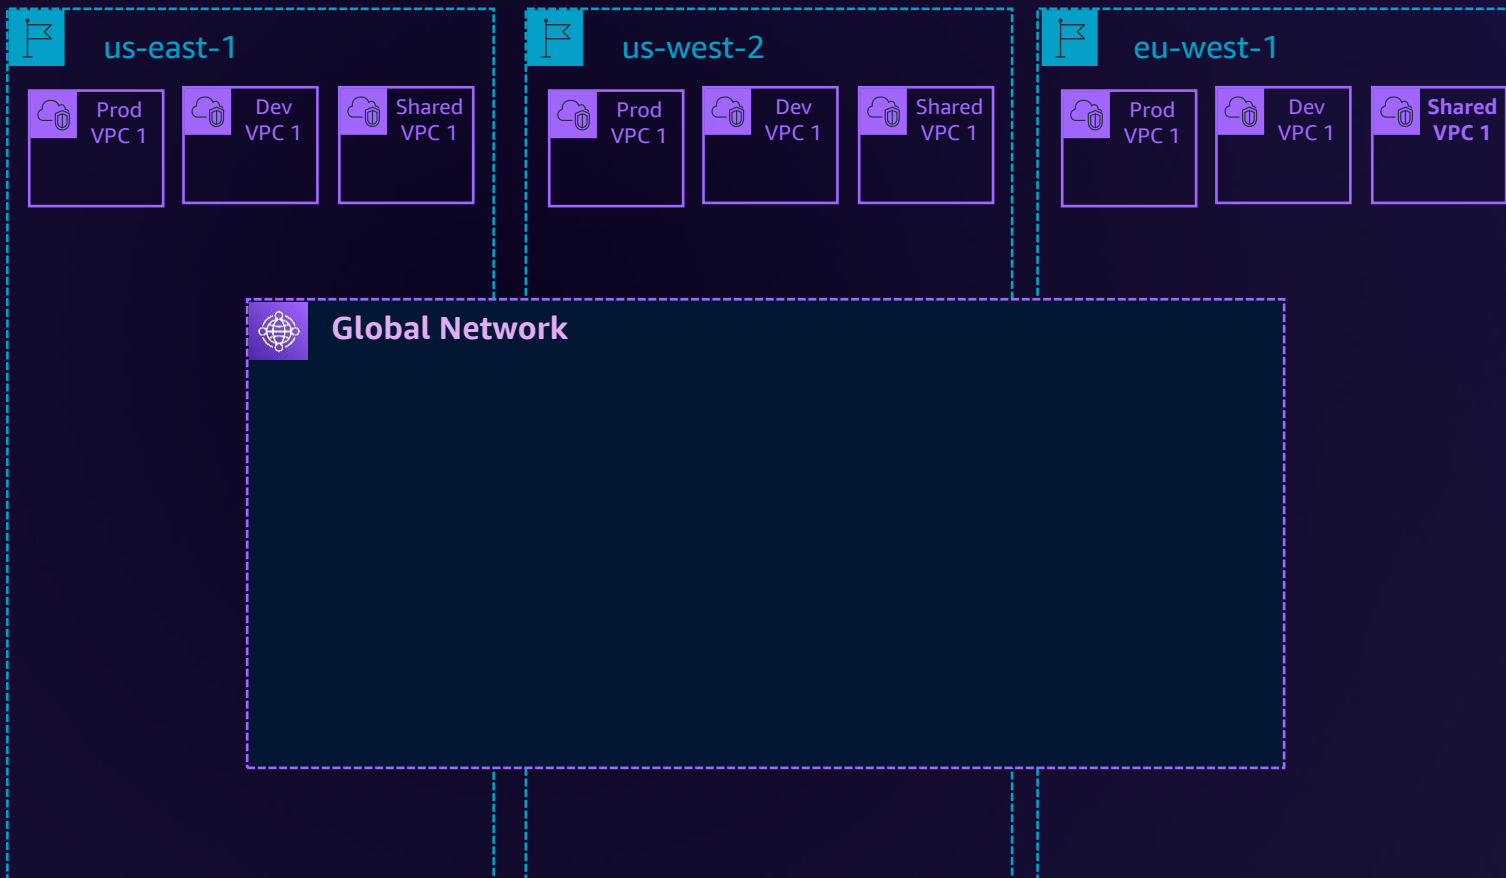 us-east-1
Prod
VPC 1
Dev
VPC 1
Shared
VPC 1
us-west-2
Prod
VPC 1
Dev
VPC 1
Shared
VPC 1
eu-west-1
Prod
VPC 1
Dev
VPC 1
Shared
VPC 1
Global Network